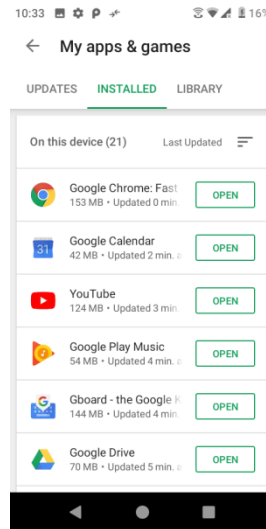 10:33
16%
My apps & games
UPDATES INSTALLED LIBRARY
On this device (21) Last Updated
Google Chrome: Fast
153 MB • Updated 0 min.
OPEN
31
Google Calendar
42 MB • Updated 2 min. a
OPEN
YouTube
124 MB • Updated 3 min.
OPEN
Google Play Music
54 MB • Updated 4 min. a
OPEN
G
Gboard - the Google K
144 MB • Updated 4 min.
OPEN
Google Drive
70 MB • Updated 5 min. a
OPEN